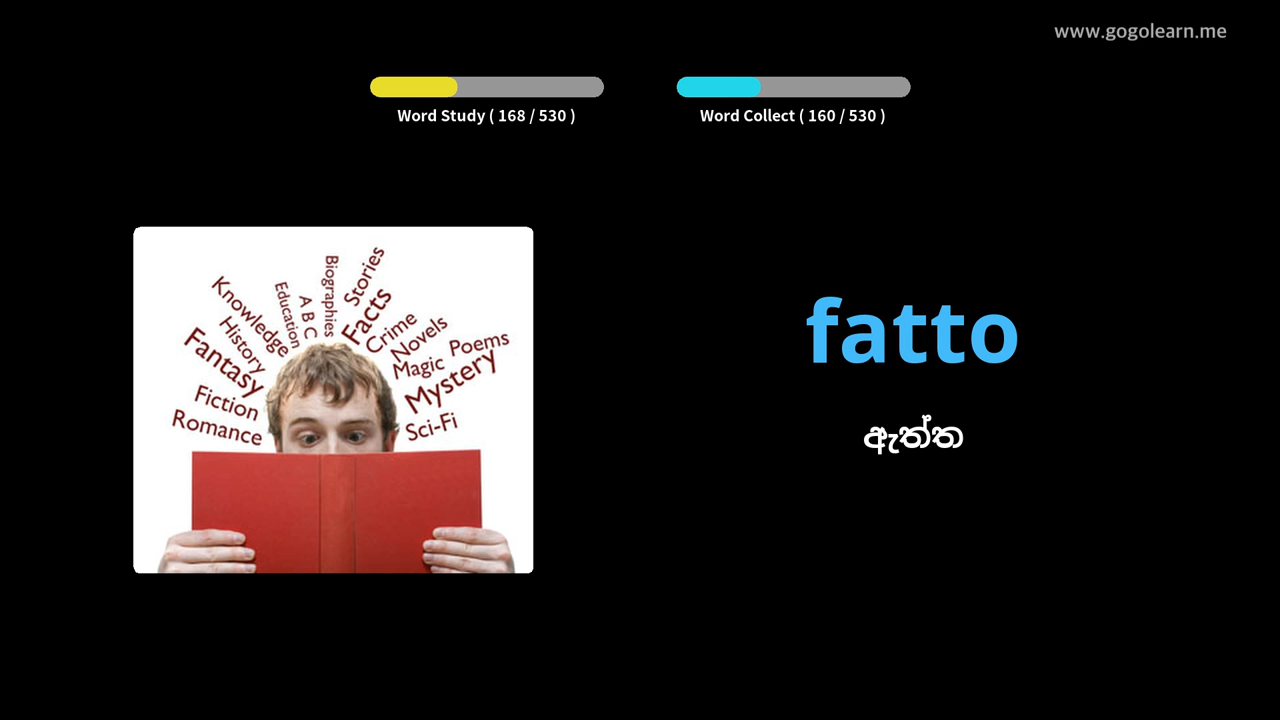 www.gogolearn.me
Word Study ( 168 / 530 )
Word Collect ( 160 / 530 )
Stories
Biographies
Facts
A B C
Education
Knowledge
Crime
History
Novels
Poems
Fantasy
Magic
Mystery
Fiction
Romance
Sci-Fi
fatto
ඇත්ත